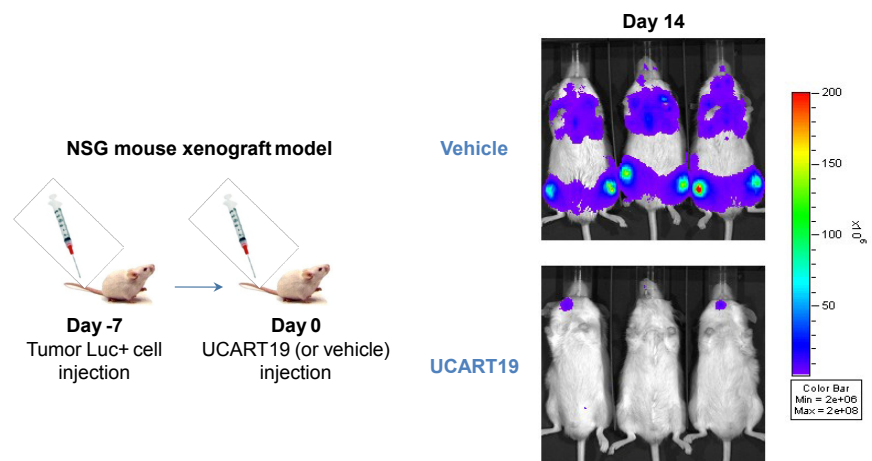 Day 14
NSG mouse xenograft model
Vehicle
Day -7
Tumor Luc+ cell
injection
Day 0
UCART19 (or vehicle)
injection
UCART19
200
150
100
50
x10^6
Color Bar
Min = 2e+06
Max = 2e+08